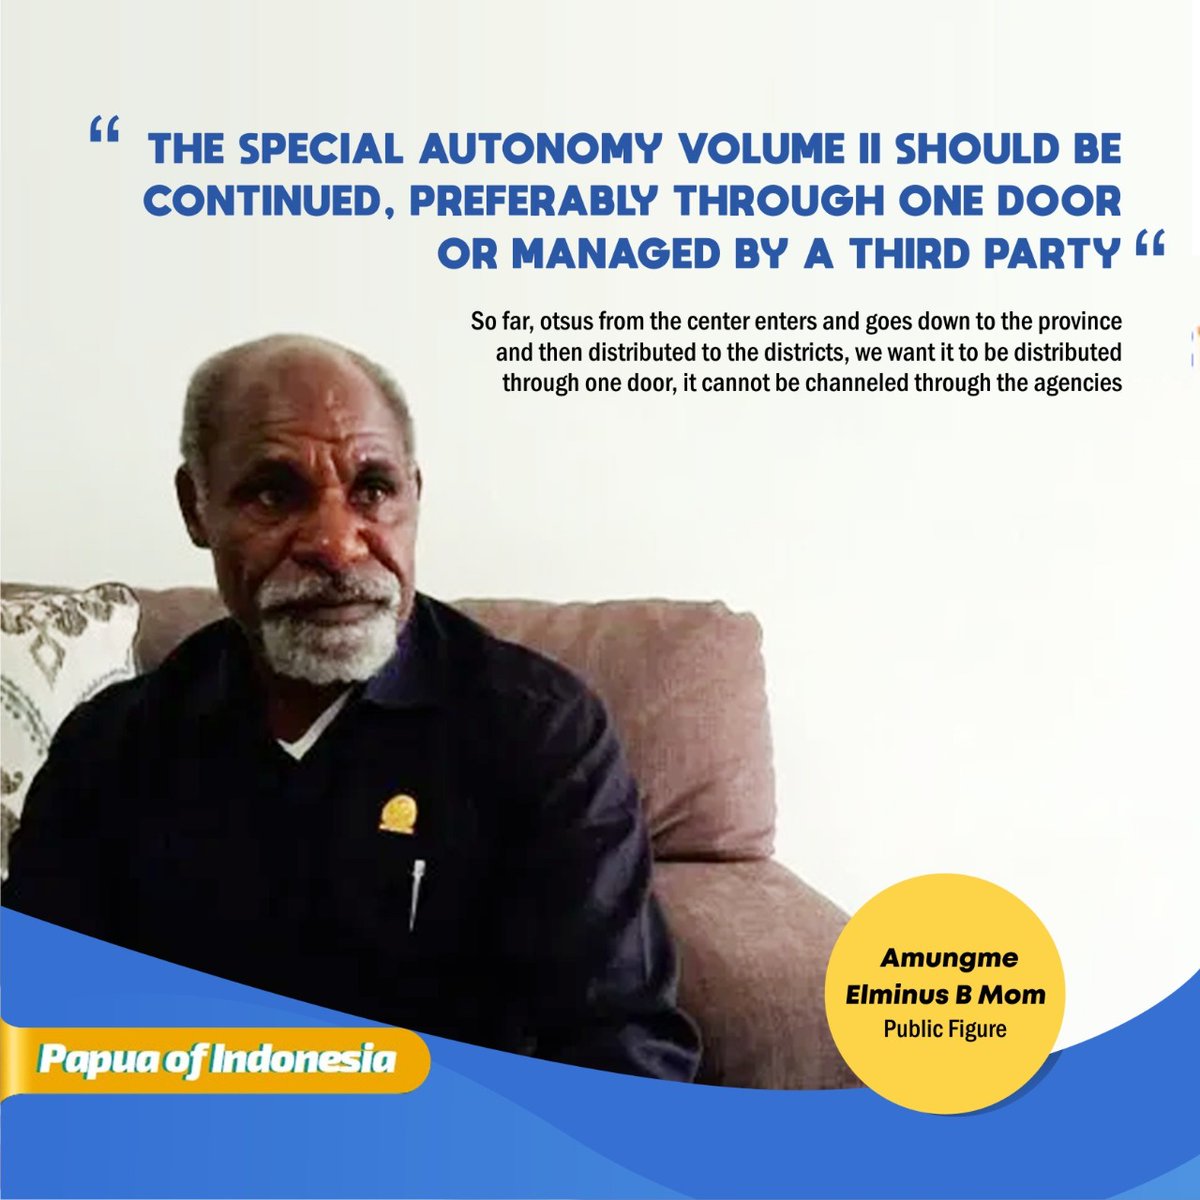 “ THE SPECIAL AUTONOMY VOLUME II SHOULD BE
CONTINUED, PREFERABLY THROUGH ONE DOOR
OR MANAGED BY A THIRD PARTY “
So far, otsus from the center enters and goes down to the province
and then distributed to the districts, we want it to be distributed
through one door, it cannot be channeled through the agencies
Amungme
Elminus B Mom
Public Figure
Papua of Indonesia